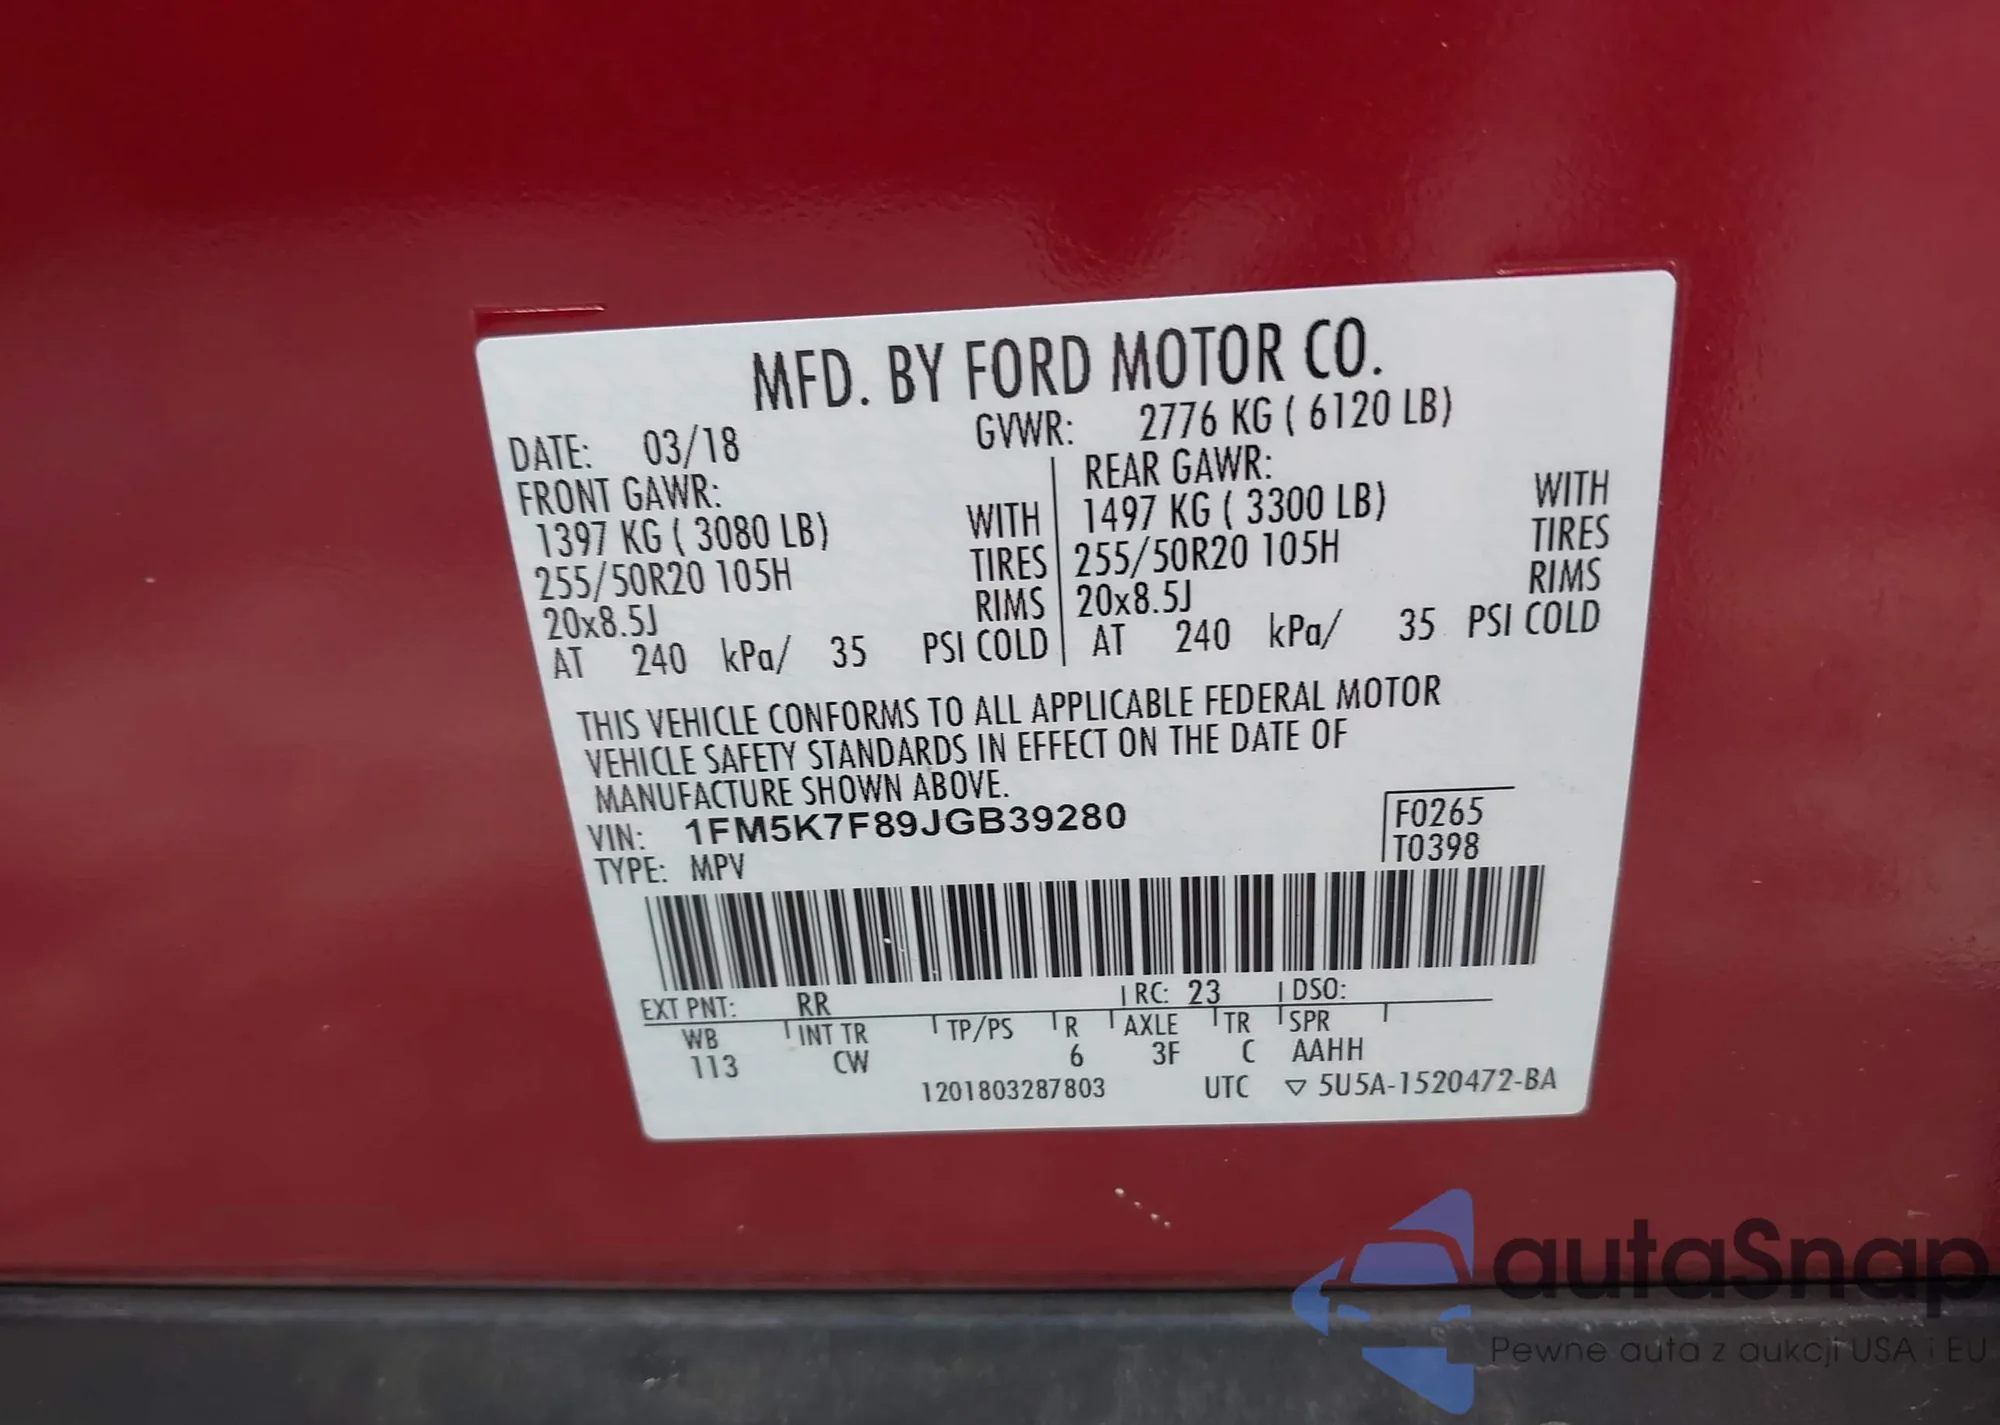 MFD. BY FORD MOTOR CO.
DATE: 03/18 GVWR: 2776 KG ( 6120 LB)
FRONT GAWR: REAR GAWR:
1397 KG ( 3080 LB) WITH 1497 KG ( 3300 LB) WITH
255/50R20 105H TIRES 255/50R20 105H TIRES
20x8.5J RIMS 20x8.5J RIMS
AT 240 kPa/ 35 PSI COLD AT 240 kPa/ 35 PSI COLD
THIS VEHICLE CONFORMS TO ALL APPLICABLE FEDERAL MOTOR
VEHICLE SAFETY STANDARDS IN EFFECT ON THE DATE OF
MANUFACTURE SHOWN ABOVE.
VIN: 1FM5K7F89JGB39280 F0265
TYPE: MPV T0398
EXT PNT: RR RC: 23 DSO:
WB INT TR TP/PS R AXLE TR SPR
113 CW 6 3F C AAHH
1201803287803 UTC ▽ 5U5A-1520472-BA
autaSnap
Pewne auta z aukcji USA i EU